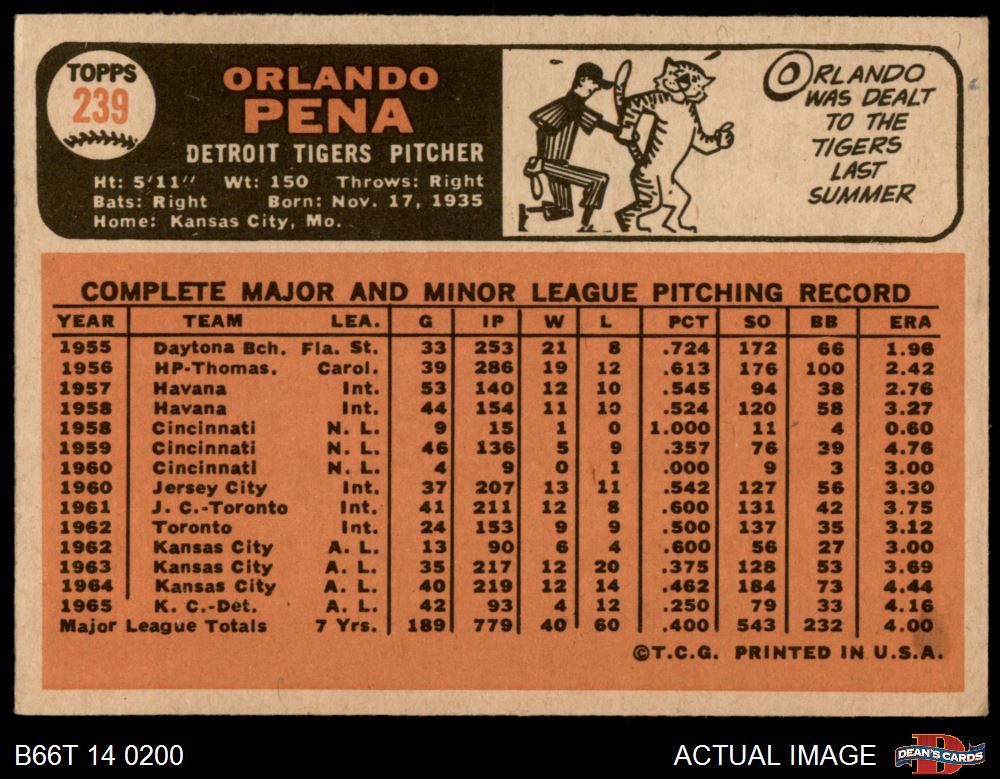 TOPPS
239
ORLANDO
PENA
DETROIT TIGERS PITCHER
Ht: 5'11" Wt: 150 Throws: Right
Bats: Right Born: Nov. 17, 1935
Home: Kansas City, Mo.
ORLANDO
WAS DEALT
TO THE
TIGERS
LAST
SUMMER
COMPLETE MAJOR AND MINOR LEAGUE PITCHING RECORD
YEAR TEAM LEA. G IP W L PCT SO BB ERA
1955 Daytona Bch. Fla. St. 33 253 21 8 .724 172 66 1.96
1956 HP-Thomas. Carol. 39 286 19 12 .613 176 100 2.42
1957 Havana Int. 53 140 12 10 .545 94 38 2.76
1958 Havana Int. 44 154 11 10 .524 120 58 3.27
1958 Cincinnati N. L. 9 15 1 0 1.000 11 4 0.60
1959 Cincinnati N. L. 46 136 5 9 .357 76 39 4.76
1960 Cincinnati N. L. 4 9 0 1 .000 9 3 3.00
1960 Jersey City Int. 37 207 13 11 .542 127 56 3.30
1961 J. C.-Toronto Int. 41 211 12 8 .600 131 42 3.75
1962 Toronto Int. 24 153 9 9 .500 137 35 3.12
1962 Kansas City A. L. 13 90 6 4 .600 56 27 3.00
1963 Kansas City A. L. 35 217 12 20 .375 128 53 3.69
1964 Kansas City A. L. 40 219 12 14 .462 184 73 4.44
1965 K. C.-Det. A. L. 42 93 4 12 .250 79 33 4.16
Major League Totals 7 Yrs. 189 779 40 60 .400 543 232 4.00
©T.C.G. PRINTED IN U.S.A.
B66T 14 0200 ACTUAL IMAGE
D
DEAN'S CARDS